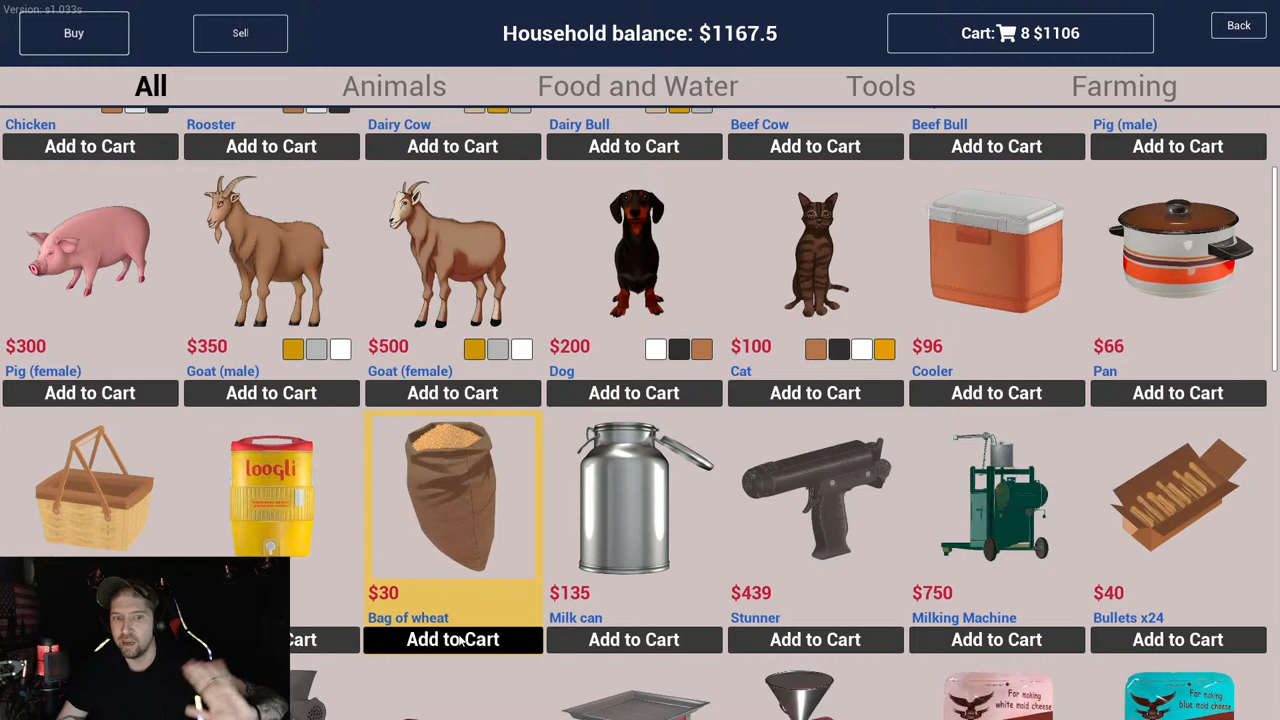 Version: s1.033s
Buy
Sell
Household balance: $1167.5
Cart: 8 $1106
Back
All
Animals
Food and Water
Tools
Farming
Chicken
Rooster
Dairy Cow
Dairy Bull
Beef Cow
Beef Bull
Pig (male)
Add to Cart
Add to Cart
Add to Cart
Add to Cart
Add to Cart
Add to Cart
Add to Cart
$300
$350
$500
$200
$100
$96
$66
Pig (female)
Goat (male)
Goat (female)
Dog
Cat
Cooler
Pan
Add to Cart
Add to Cart
Add to Cart
Add to Cart
Add to Cart
Add to Cart
Add to Cart
loogli
$30
$135
$439
$750
$40
Bag of wheat
Milk can
Stunner
Milking Machine
Bullets x24
Cart
Add to Cart
Add to Cart
Add to Cart
Add to Cart
Add to Cart
For making
white mold cheese
For making
blue mold cheese